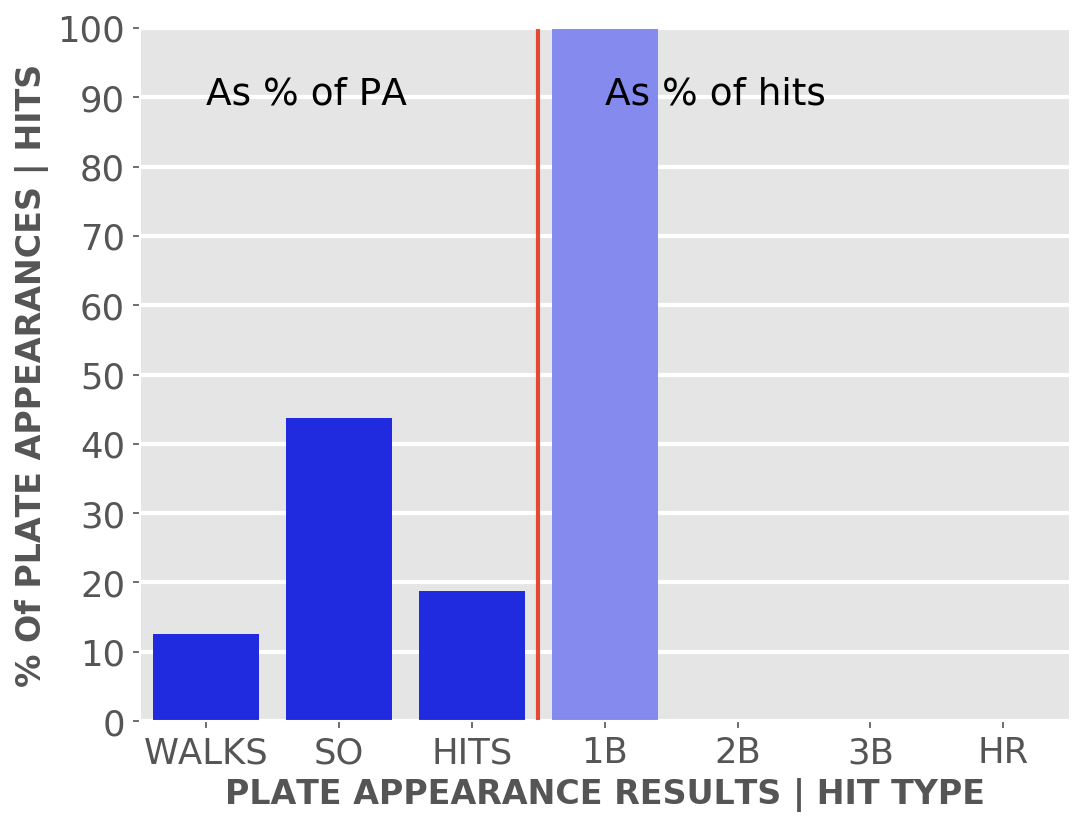 % Of PLATE APPEARANCES | HITS
100
90
80
70
60
50
40
30
20
10
0
As % of PA
As % of hits
WALKS SO HITS 1B 2B 3B HR
PLATE APPEARANCE RESULTS | HIT TYPE